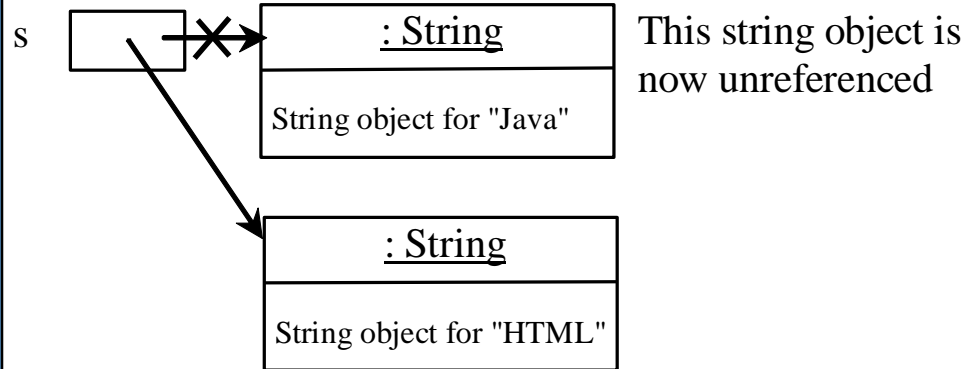 s
: String
This string object is
now unreferenced
String object for "Java"
: String
String object for "HTML"